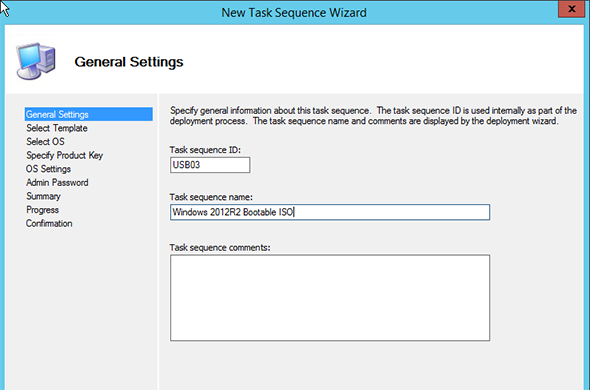 New Task Sequence Wizard
x
General Settings
General Settings
Select Template
Select OS
Specify Product Key
OS Settings
Admin Password
Summary
Progress
Confirmation
Specify general information about this task sequence. The task sequence ID is used internally as part of the
deployment process. The task sequence name and comments are displayed by the deployment wizard.
Task sequence ID:
USB03
Task sequence name:
Windows 2012R2 Bootable ISO
Task sequence comments: